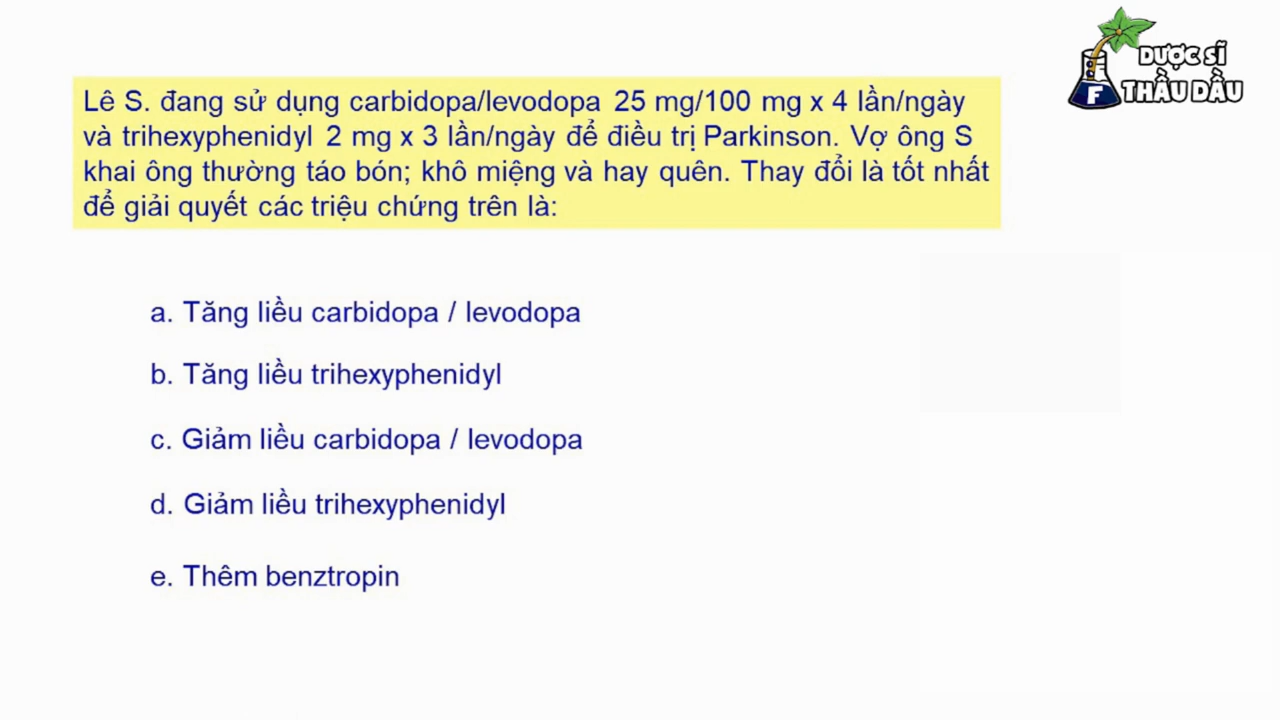 DƯỢC SĨ
F THẦU DẦU
Lê S. đang sử dụng carbidopa/levodopa 25 mg/100 mg x 4 lần/ngày
và trihexyphenidyl 2 mg x 3 lần/ngày để điều trị Parkinson. Vợ ông S
khai ông thường táo bón; khô miệng và hay quên. Thay đổi là tốt nhất
để giải quyết các triệu chứng trên là:
a. Tăng liều carbidopa / levodopa
b. Tăng liều trihexyphenidyl
c. Giảm liều carbidopa / levodopa
d. Giảm liều trihexyphenidyl
e. Thêm benztropin